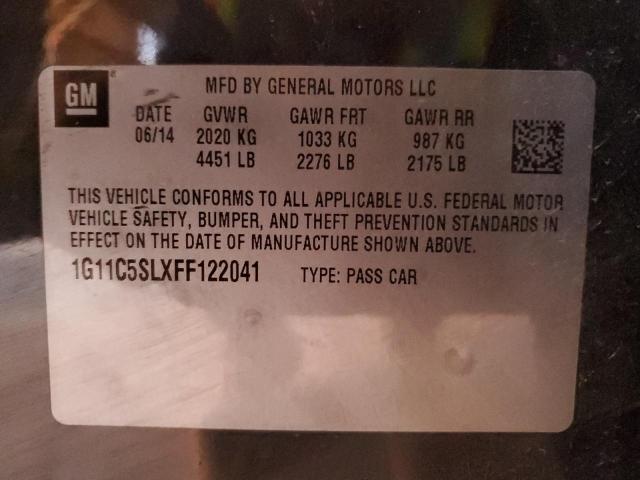 GM
MFD BY GENERAL MOTORS LLC
DATE GVWR GAWR FRT GAWR RR
06/14 2020 KG 1033 KG 987 KG
4451 LB 2276 LB 2175 LB
THIS VEHICLE CONFORMS TO ALL APPLICABLE U.S. FEDERAL MOTOR
VEHICLE SAFETY, BUMPER, AND THEFT PREVENTION STANDARDS IN
EFFECT ON THE DATE OF MANUFACTURE SHOWN ABOVE.
1G11C5SLXFF122041 TYPE: PASS CAR